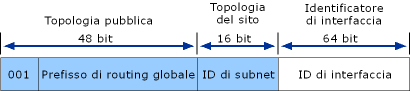 Topologia pubblica
Topologia
del sito
Identificatore
di interfaccia
48 bit
16 bit
64 bit
001
Prefisso di routing globale
ID di subnet
ID di interfaccia